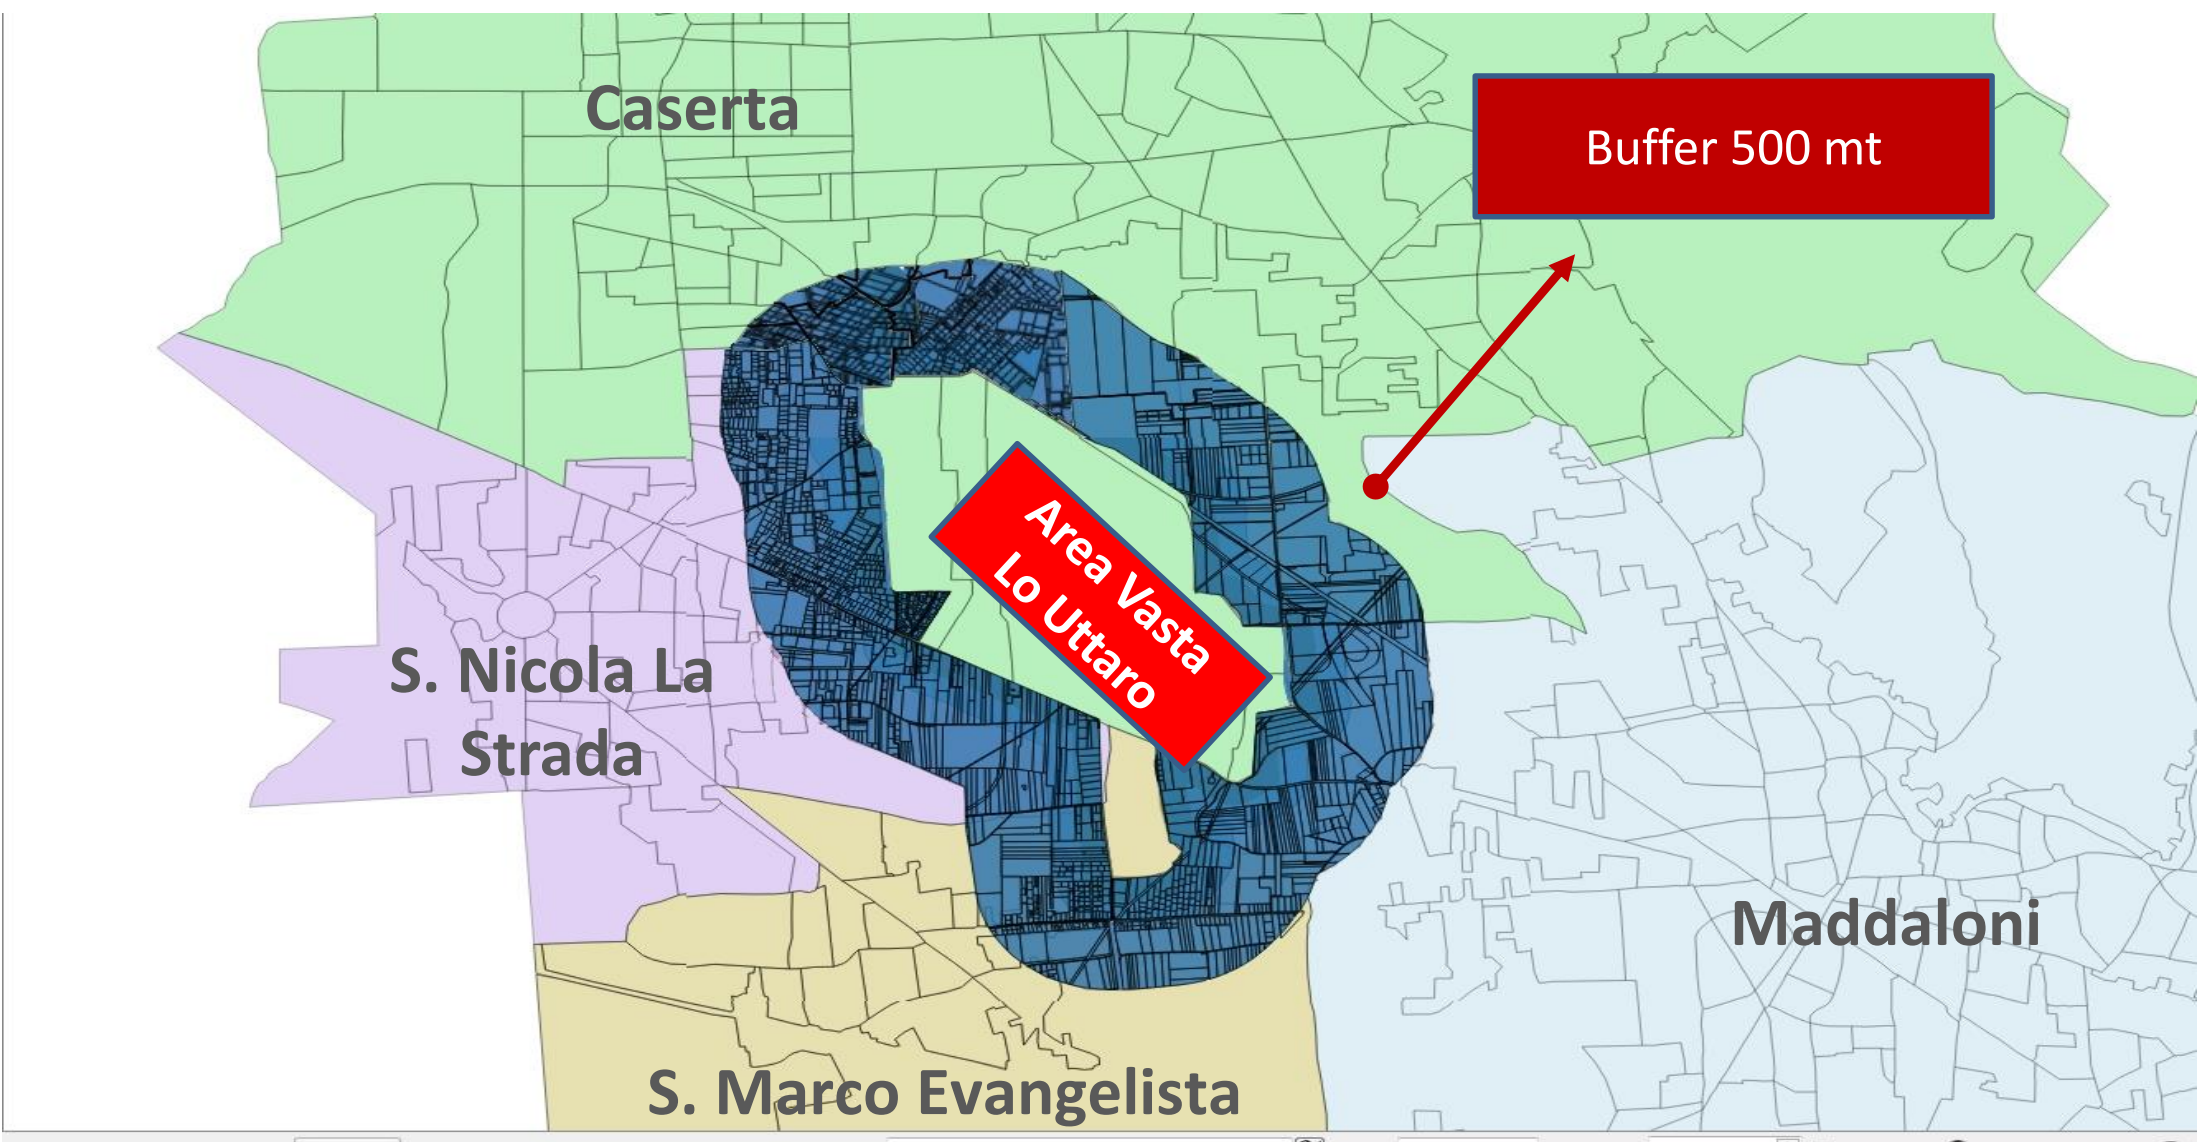 Caserta
Buffer 500 mt
Area Vasta
Lo Uttaro
S. Nicola La
Strada
Maddaloni
S. Marco Evangelista